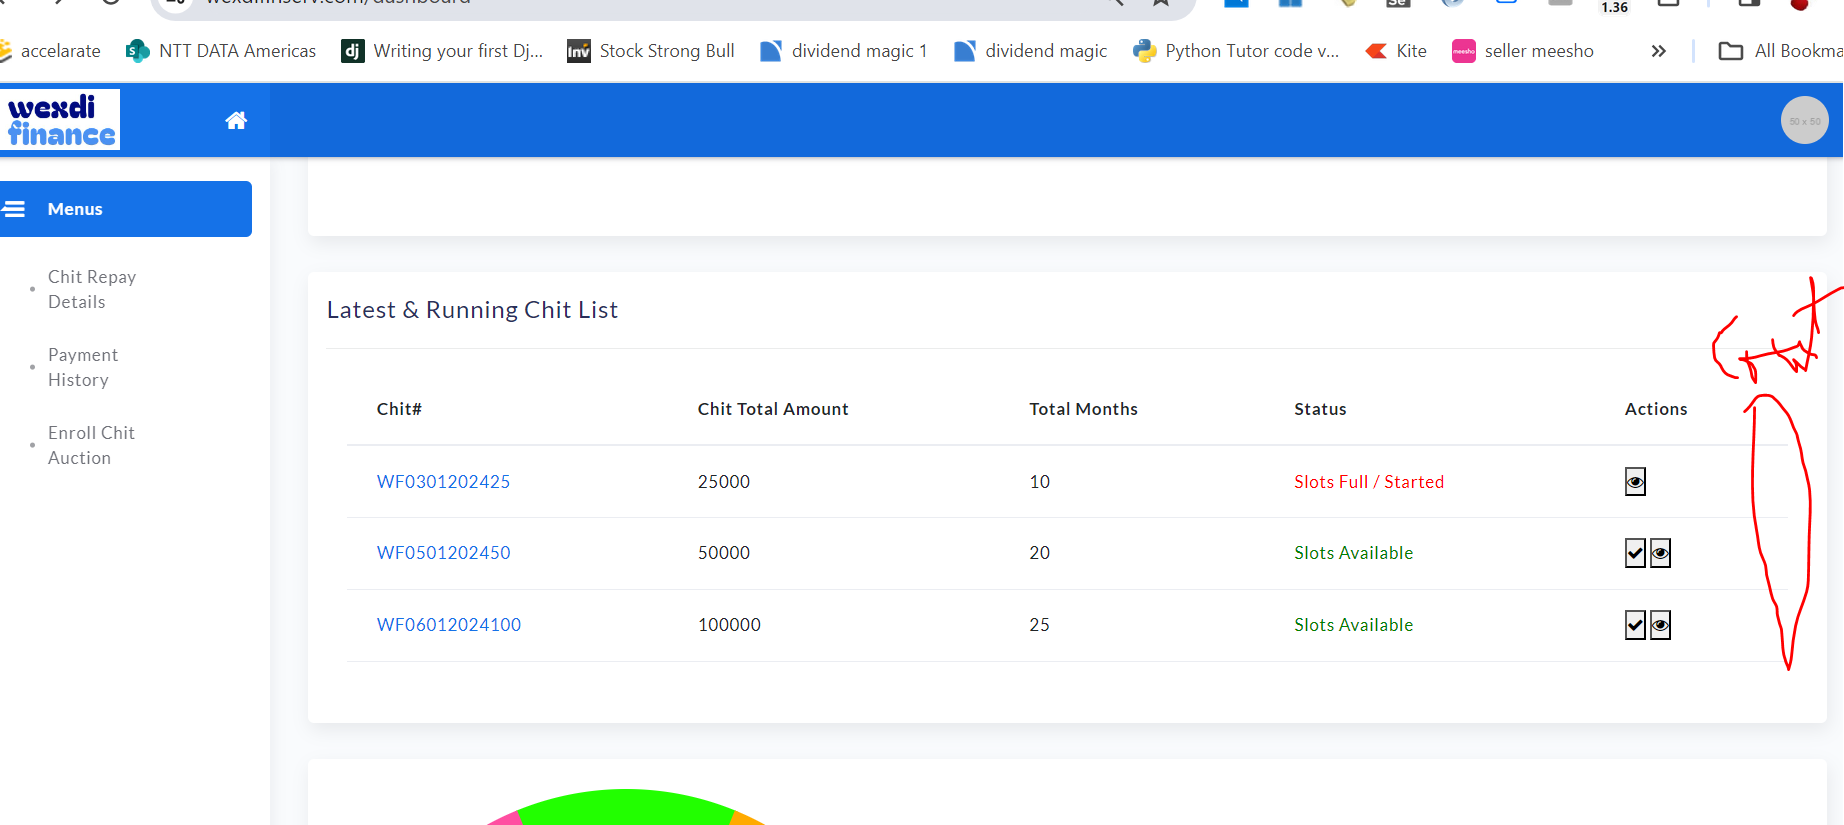 1.36
accelarate
NTT DATA Americas
Writing your first Dj...
Stock Strong Bull
dividend magic 1
dividend magic
Python Tutor code v...
Kite
seller meesho
All Bookma
wexdi
finance
50 x 50
Menus
Chit Repay
Details
Payment
History
Enroll Chit
Auction
Latest & Running Chit List
Chit# Chit Total Amount Total Months Status Actions
WF0301202425 25000 10 Slots Full / Started
WF0501202450 50000 20 Slots Available
WF06012024100 100000 25 Slots Available